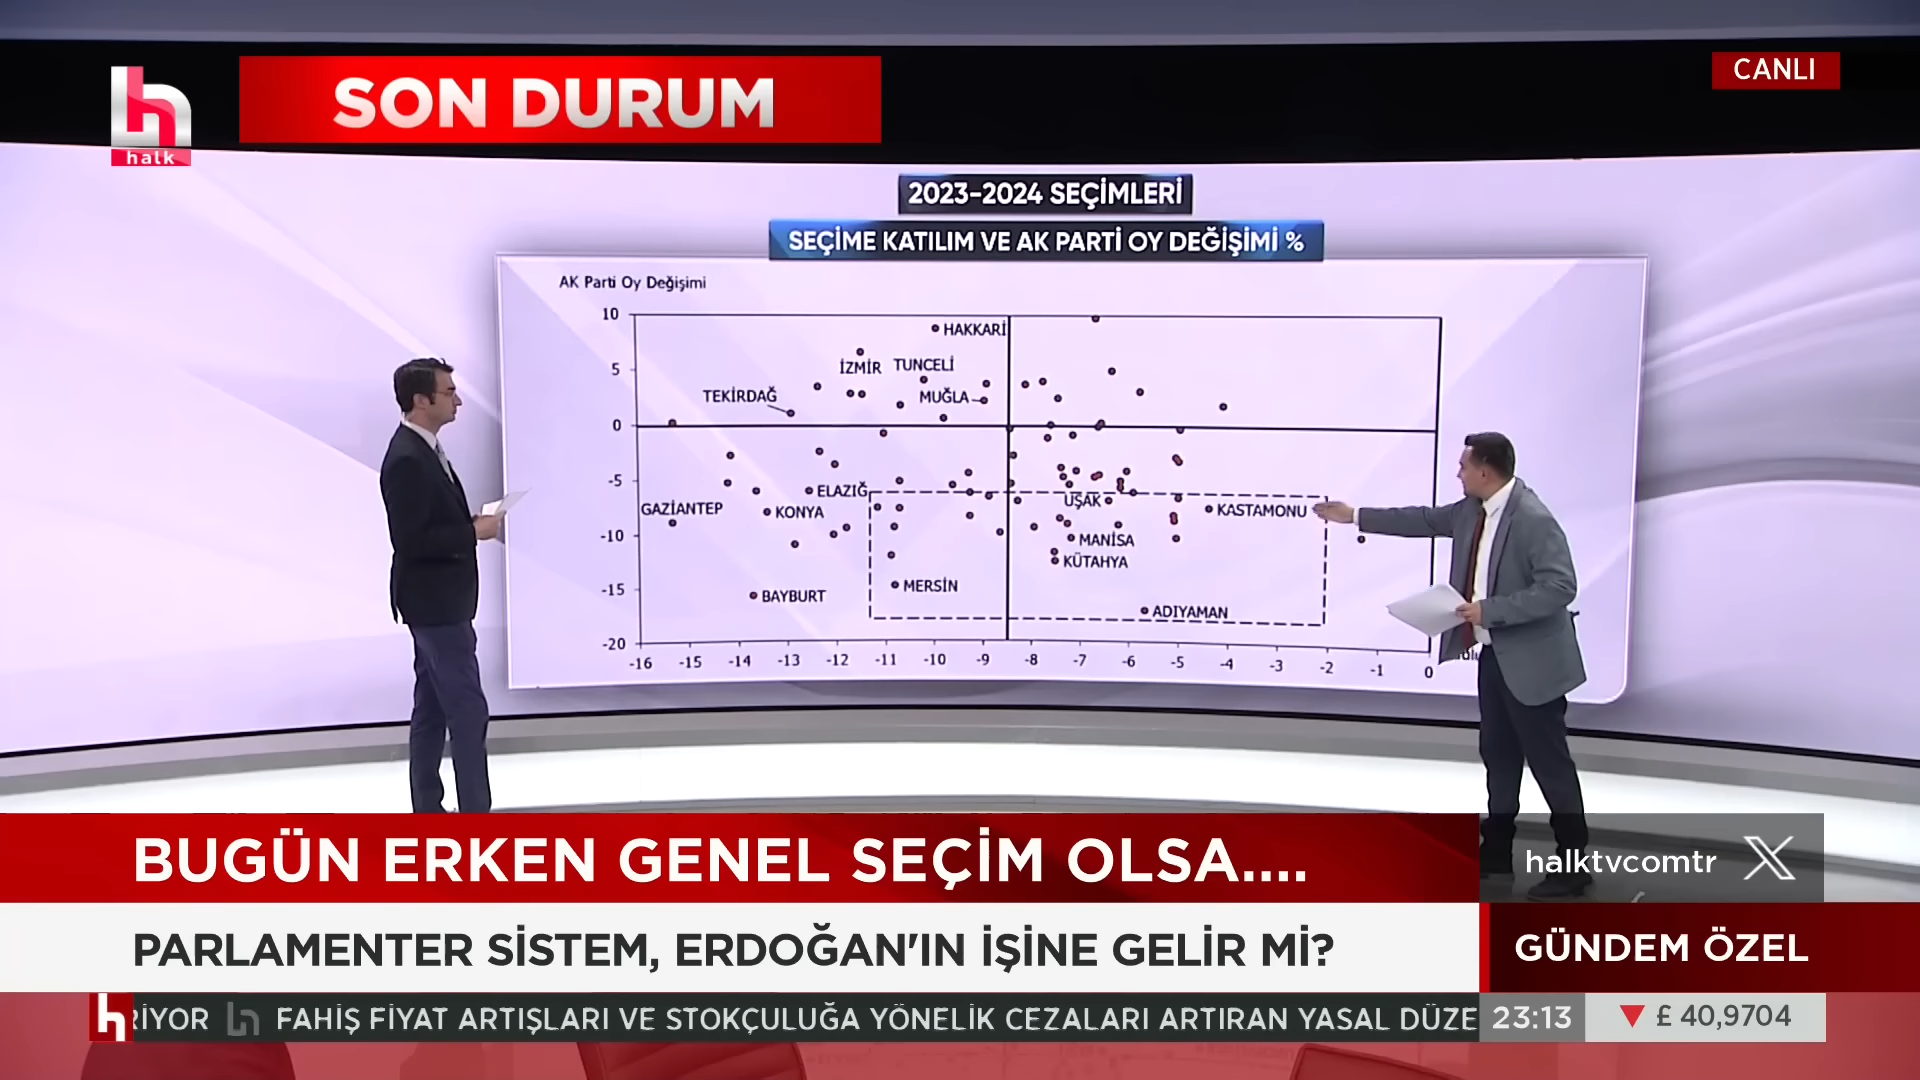 SON DURUM
CANLI
halk
2023-2024 SEÇİMLERİ
SEÇİME KATILIM VE AK PARTİ OY DEĞİŞİMİ %
AK Parti Oy Değişimi
10
5
0
-5
-10
-15
-20
HAKKARİ
İZMİR
TUNCELİ
TEKİRDAĞ
MUĞLA
ELAZIĞ
GAZİANTEP
KONYA
UŞAK
KASTAMONU
MANİSA
KÜTAHYA
MERSİN
BAYBURT
ADIYAMAN
-16 -15 -14 -13 -12 -11 -10 -9 -8 -7 -6 -5 -4 -3 -2 -1 0
BUGÜN ERKEN GENEL SEÇİM OLSA....
halktvcomtr X
PARLAMENTER SİSTEM, ERDOĞAN'IN İŞİNE GELİR Mİ?
GÜNDEM ÖZEL
RİYOR FAHİŞ FİYAT ARTIŞLARI VE STOKÇULUĞA YÖNELİK CEZALARI ARTIRAN YASAL DÜZE
23:13
£ 40,9704